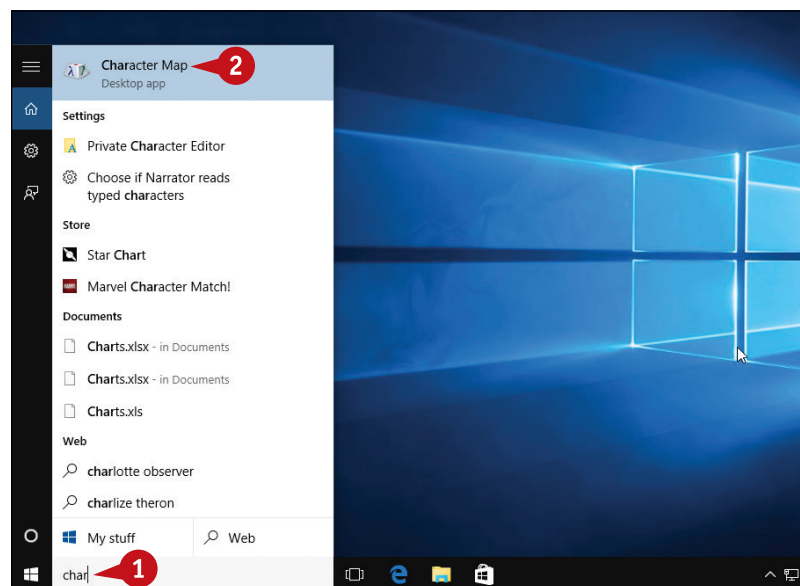 Character Map
Desktop app
2
Settings
Private Character Editor
Choose if Narrator reads
typed characters
Store
Star Chart
Marvel Character Match!
Documents
Charts.xlsx - in Documents
Charts.xlsx - in Documents
Charts.xls
Web
charlotte observer
charlize theron
My stuff
Web
char
1